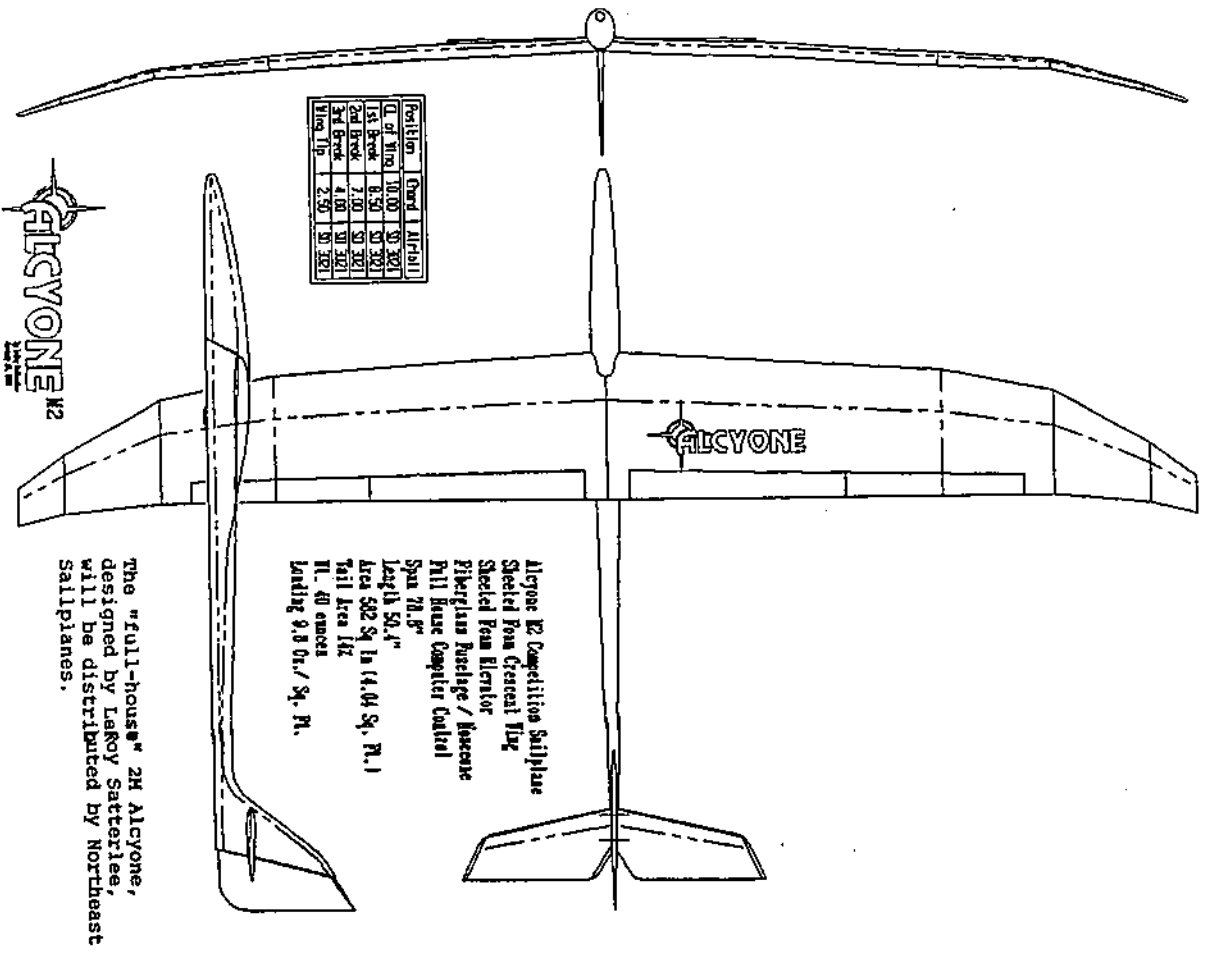 Position Chord Airfoil
CL of Wing 10.00 SD 3021
1st Break 8.50 SD 3021
2nd Break 7.00 SD 3021
3rd Break 4.00 SD 3021
Wing Tip 2.50 SD 3021
ALCYONE M2
ALCYONE
Alcyone M2 Competition Sailplane
Sheeted Foam Crescent Wing
Sheeted Foam Elevator
Fiberglass Fuselage / Nosecone
Full House Computer Control
Span 78.8"
Length 50.4"
Area 582 Sq In (4.04 Sq. Ft.)
Tail Area 14%
Wt. 40 ounces
Loading 9.8 Oz./ Sq. Ft.
The "full-house" 2M Alcyone,
designed by LeRoy Satterlee,
will be distributed by Northeast
Sailplanes.